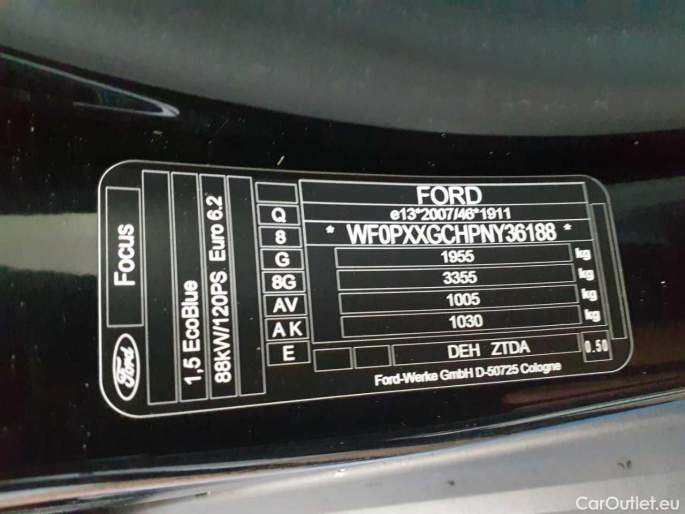 Ford
Focus
1,5 EcoBlue
88kW/120PS Euro 6.2
Q
8
G
8G
AV
A K
E
FORD
e13*2007/46*1911
* WF0PXXGCHPNY36188 *
1955 kg
3355 kg
1005 kg
1030 kg
DEH ZTDA
0.50
Ford-Werke GmbH D-50725 Cologne
CarOutlet.eu